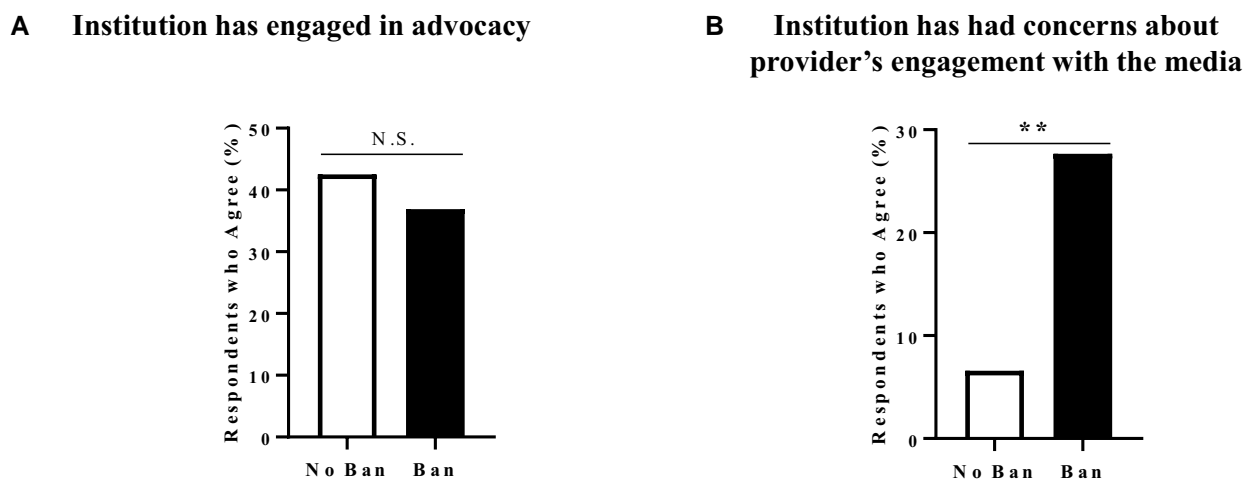 A Institution has engaged in advocacy
50
40
30
20
10
0
Respondents who Agree (%)
N.S.
No Ban Ban
B Institution has had concerns about
provider’s engagement with the media
30
20
10
0
Respondents who Agree (%)
**
No Ban Ban